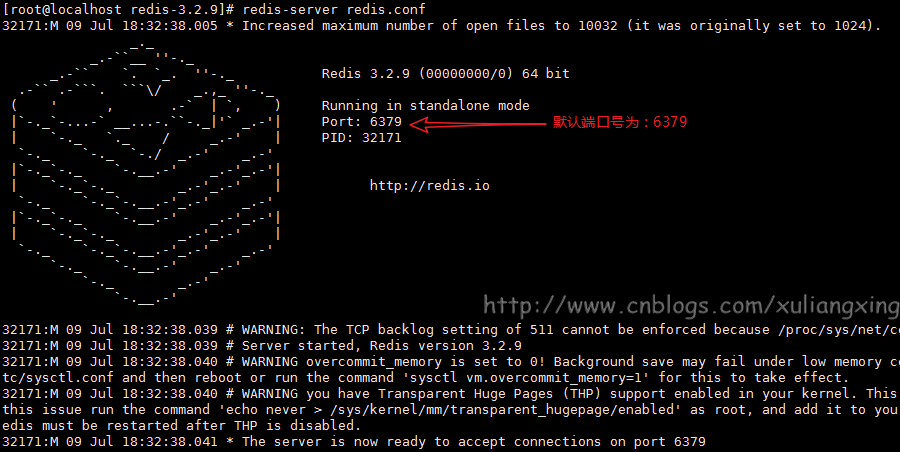 [root@localhost redis-3.2.9]# redis-server redis.conf
32171:M 09 Jul 18:32:38.005 * Increased maximum number of open files to 10032 (it was originally set to 1024).
Redis 3.2.9 (00000000/0) 64 bit
Running in standalone mode
Port: 6379
默认端口号为：6379
PID: 32171
http://redis.io
http://www.cnblogs.com/xuliangxing
32171:M 09 Jul 18:32:38.039 # WARNING: The TCP backlog setting of 511 cannot be enforced because /proc/sys/net/co
32171:M 09 Jul 18:32:38.039 # Server started, Redis version 3.2.9
32171:M 09 Jul 18:32:38.040 # WARNING overcommit_memory is set to 0! Background save may fail under low memory co
tc/sysctl.conf and then reboot or run the command 'sysctl vm.overcommit_memory=1' for this to take effect.
32171:M 09 Jul 18:32:38.040 # WARNING you have Transparent Huge Pages (THP) support enabled in your kernel. This
this issue run the command 'echo never > /sys/kernel/mm/transparent_hugepage/enabled' as root, and add it to you
edis must be restarted after THP is disabled.
32171:M 09 Jul 18:32:38.041 * The server is now ready to accept connections on port 6379